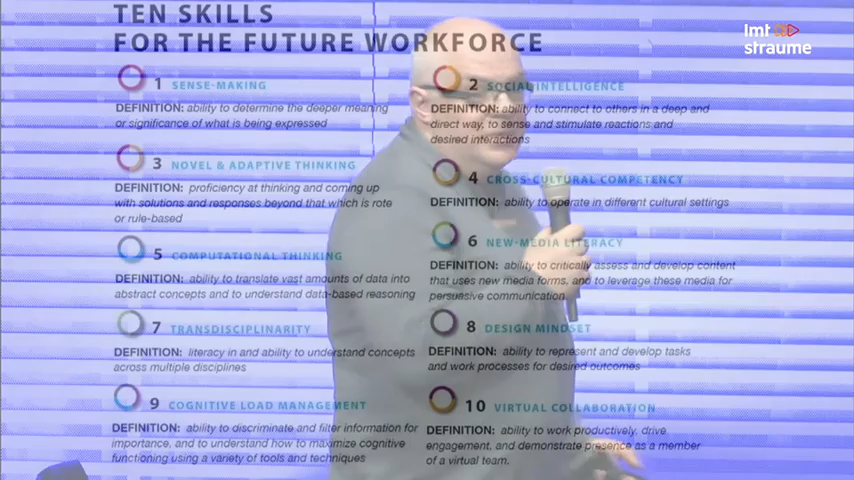 TEN SKILLS
FOR THE FUTURE WORKFORCE
lmt
straume
1 SENSE-MAKING
DEFINITION: ability to determine the deeper meaning
or significance of what is being expressed
2 SOCIAL INTELLIGENCE
DEFINITION: ability to connect to others in a deep and
direct way, to sense and stimulate reactions and
desired interactions
3 NOVEL & ADAPTIVE THINKING
DEFINITION: proficiency at thinking and coming up
with solutions and responses beyond that which is rote
or rule-based
4 CROSS-CULTURAL COMPETENCY
DEFINITION: ability to operate in different cultural settings
5 COMPUTATIONAL THINKING
DEFINITION: ability to translate vast amounts of data into
abstract concepts and to understand data-based reasoning
6 NEW-MEDIA LITERACY
DEFINITION: ability to critically assess and develop content
that uses new media forms, and to leverage these media for
persuasive communication
7 TRANSDISCIPLINARITY
DEFINITION: literacy in and ability to understand concepts
across multiple disciplines
8 DESIGN MINDSET
DEFINITION: ability to represent and develop tasks
and work processes for desired outcomes
9 COGNITIVE LOAD MANAGEMENT
DEFINITION: ability to discriminate and filter information for
importance, and to understand how to maximize cognitive
functioning using a variety of tools and techniques
10 VIRTUAL COLLABORATION
DEFINITION: ability to work productively, drive
engagement, and demonstrate presence as a member
of a virtual team.